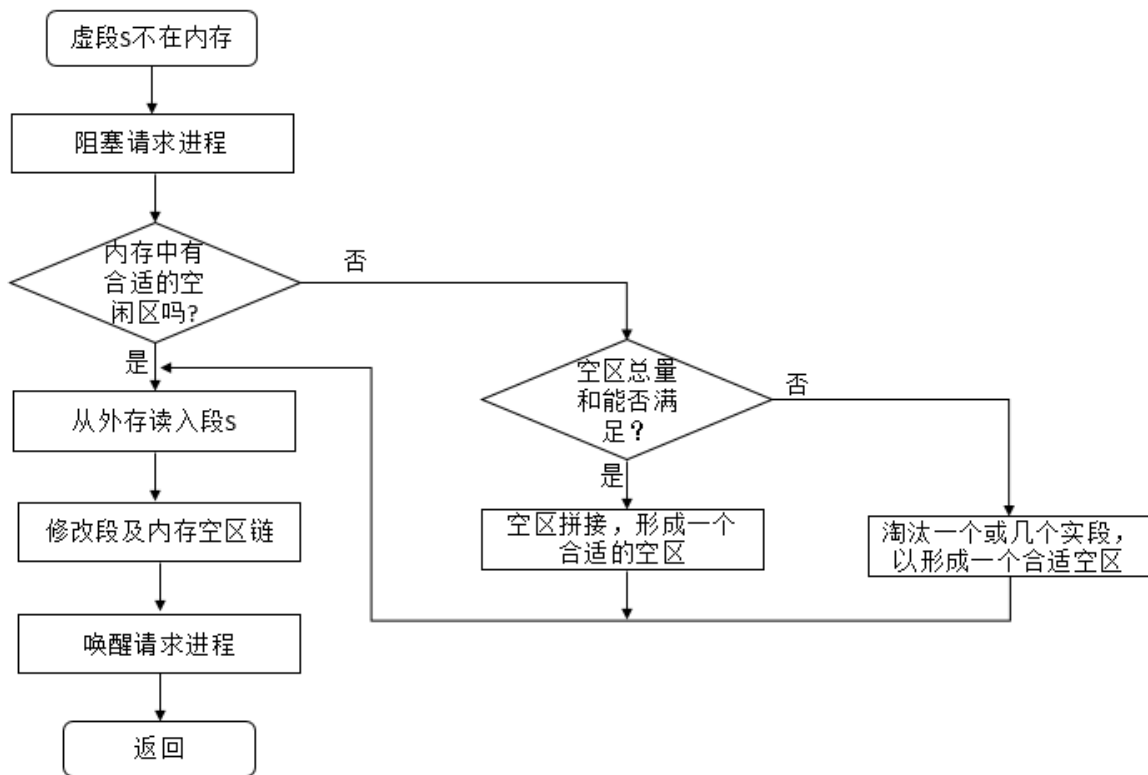 虚段s不在内存
阻塞请求进程
内存中有
合适的空
闲区吗?
否
是
空区总量
和能否满
足？
否
是
从外存读入段s
修改段及内存空区链
空区拼接，形成一个
合适的空区
淘汰一个或几个实段，
以形成一个合适空区
唤醒请求进程
返回